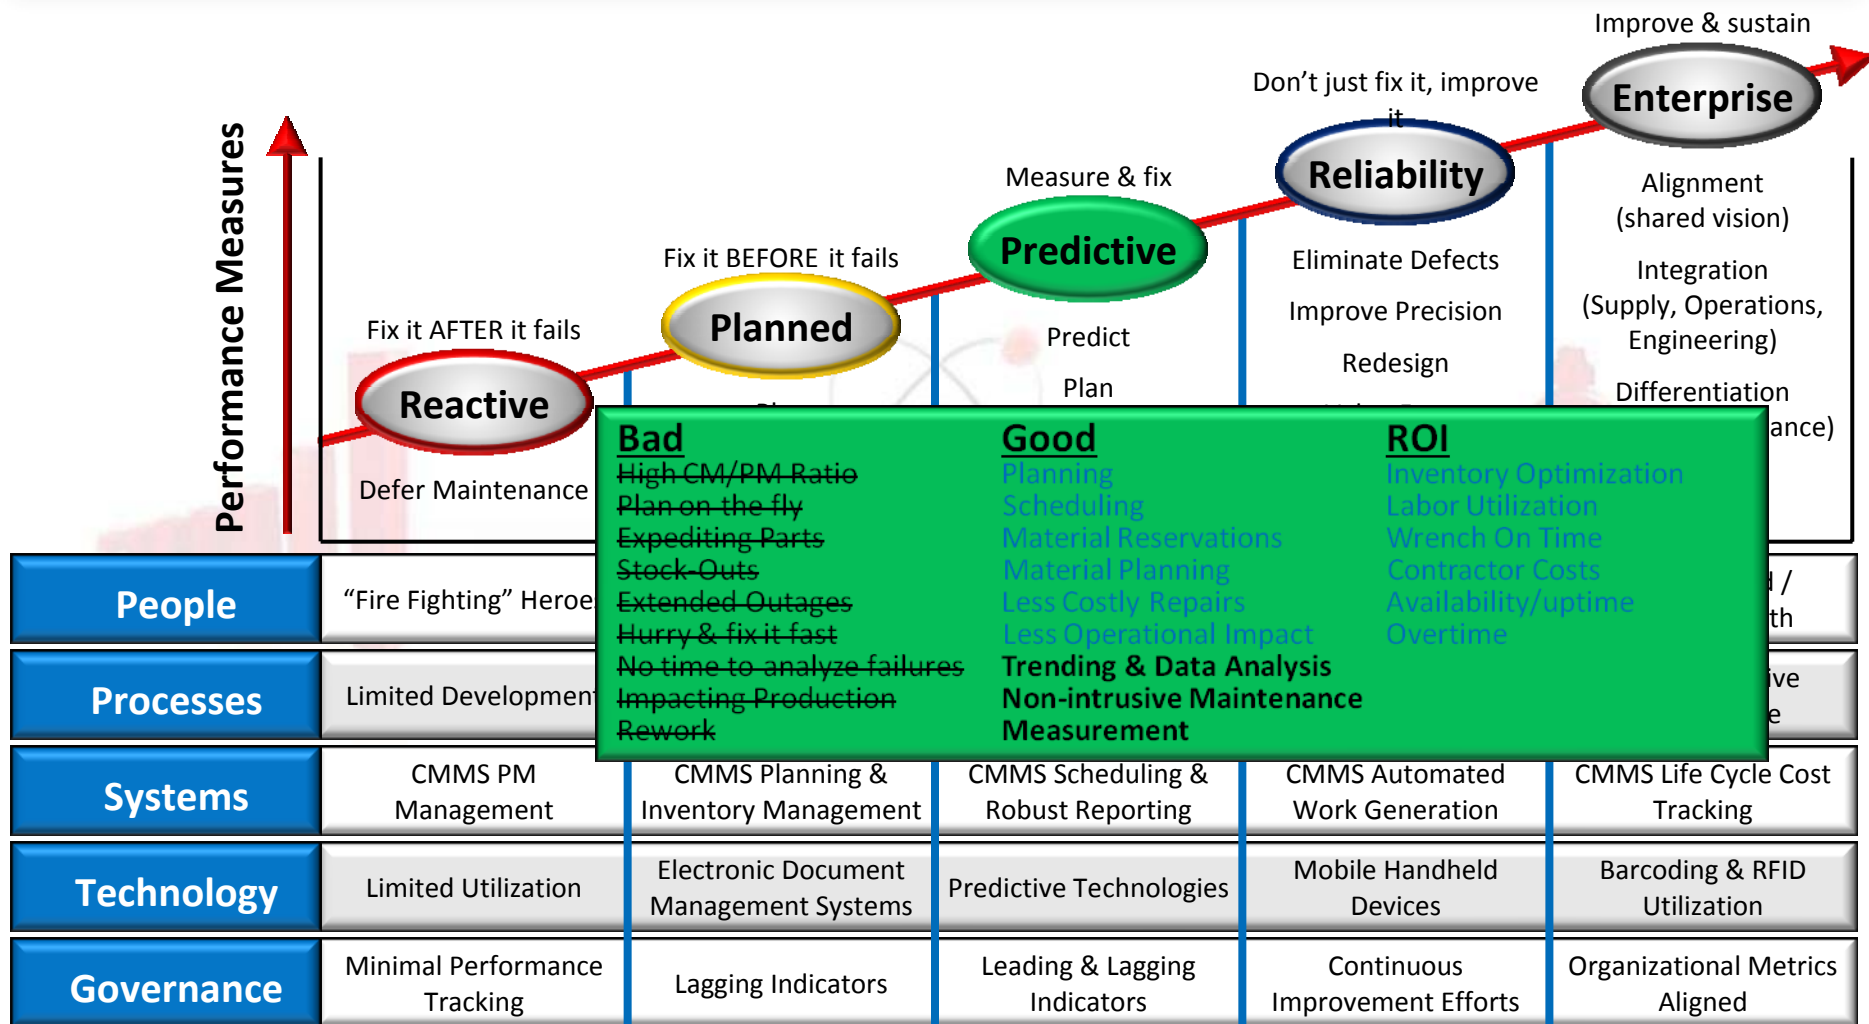 Improve & sustain
Enterprise
Don't just fix it, improve
it
Reliability
Measure & fix
Predictive
Fix it BEFORE it fails
Planned
Fix it AFTER it fails
Reactive
Performance Measures
Defer Maintenance
Predict
Plan
Eliminate Defects
Improve Precision
Redesign
Alignment
(shared vision)
Integration
(Supply, Operations,
Engineering)
Differentiation
ance)
Bad
High CM/PM Ratio
Plan on the fly
Expediting Parts
Stock-Outs
Extended Outages
Hurry & fix it fast
No time to analyze failures
Impacting Production
Rework
Good
Planning
Scheduling
Material Reservations
Material Planning
Less Costly Repairs
Less Operational Impact
Trending & Data Analysis
Non-intrusive Maintenance
Measurement
ROI
Inventory Optimization
Labor Utilization
Wrench On Time
Contractor Costs
Availability/uptime
Overtime
People
"Fire Fighting" Heroe
/
th
Processes
Limited Development
ive
e
Systems
CMMS PM
Management
CMMS Planning &
Inventory Management
CMMS Scheduling &
Robust Reporting
CMMS Automated
Work Generation
CMMS Life Cycle Cost
Tracking
Technology
Limited Utilization
Electronic Document
Management Systems
Predictive Technologies
Mobile Handheld
Devices
Barcoding & RFID
Utilization
Governance
Minimal Performance
Tracking
Lagging Indicators
Leading & Lagging
Indicators
Continuous
Improvement Efforts
Organizational Metrics
Aligned